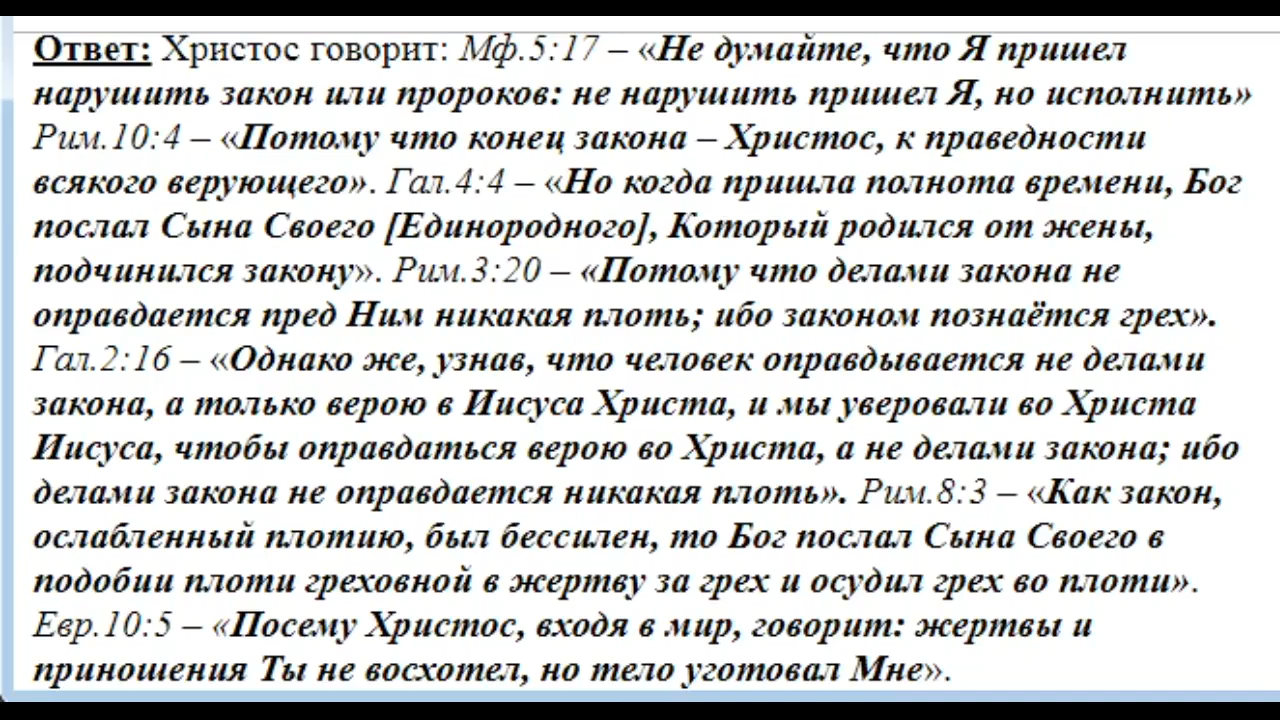 Ответ: Христос говорит: Мф.5:17 – «Не думайте, что Я пришел
нарушить закон или пророков: не нарушить пришел Я, но исполнить»
Рим.10:4 – «Потому что конец закона – Христос, к праведности
всякого верующего». Гал.4:4 – «Но когда пришла полнота времени, Бог
послал Сына Своего [Единородного], Который родился от жены,
подчинился закону». Рим.3:20 – «Потому что делами закона не
оправдается пред Ним никакая плоть; ибо законом познаётся грех».
Гал.2:16 – «Однако же, узнав, что человек оправдывается не делами
закона, а только верою в Иисуса Христа, и мы уверовали во Христа
Иисуса, чтобы оправдаться верою во Христа, а не делами закона; ибо
делами закона не оправдается никакая плоть». Рим.8:3 – «Как закон,
ослабленный плотию, был бессилен, то Бог послал Сына Своего в
подобии плоти греховной в жертву за грех и осудил грех во плоти».
Евр.10:5 – «Посему Христос, входя в мир, говорит: жертвы и
приношения Ты не восхотел, но тело уготовал Мне».